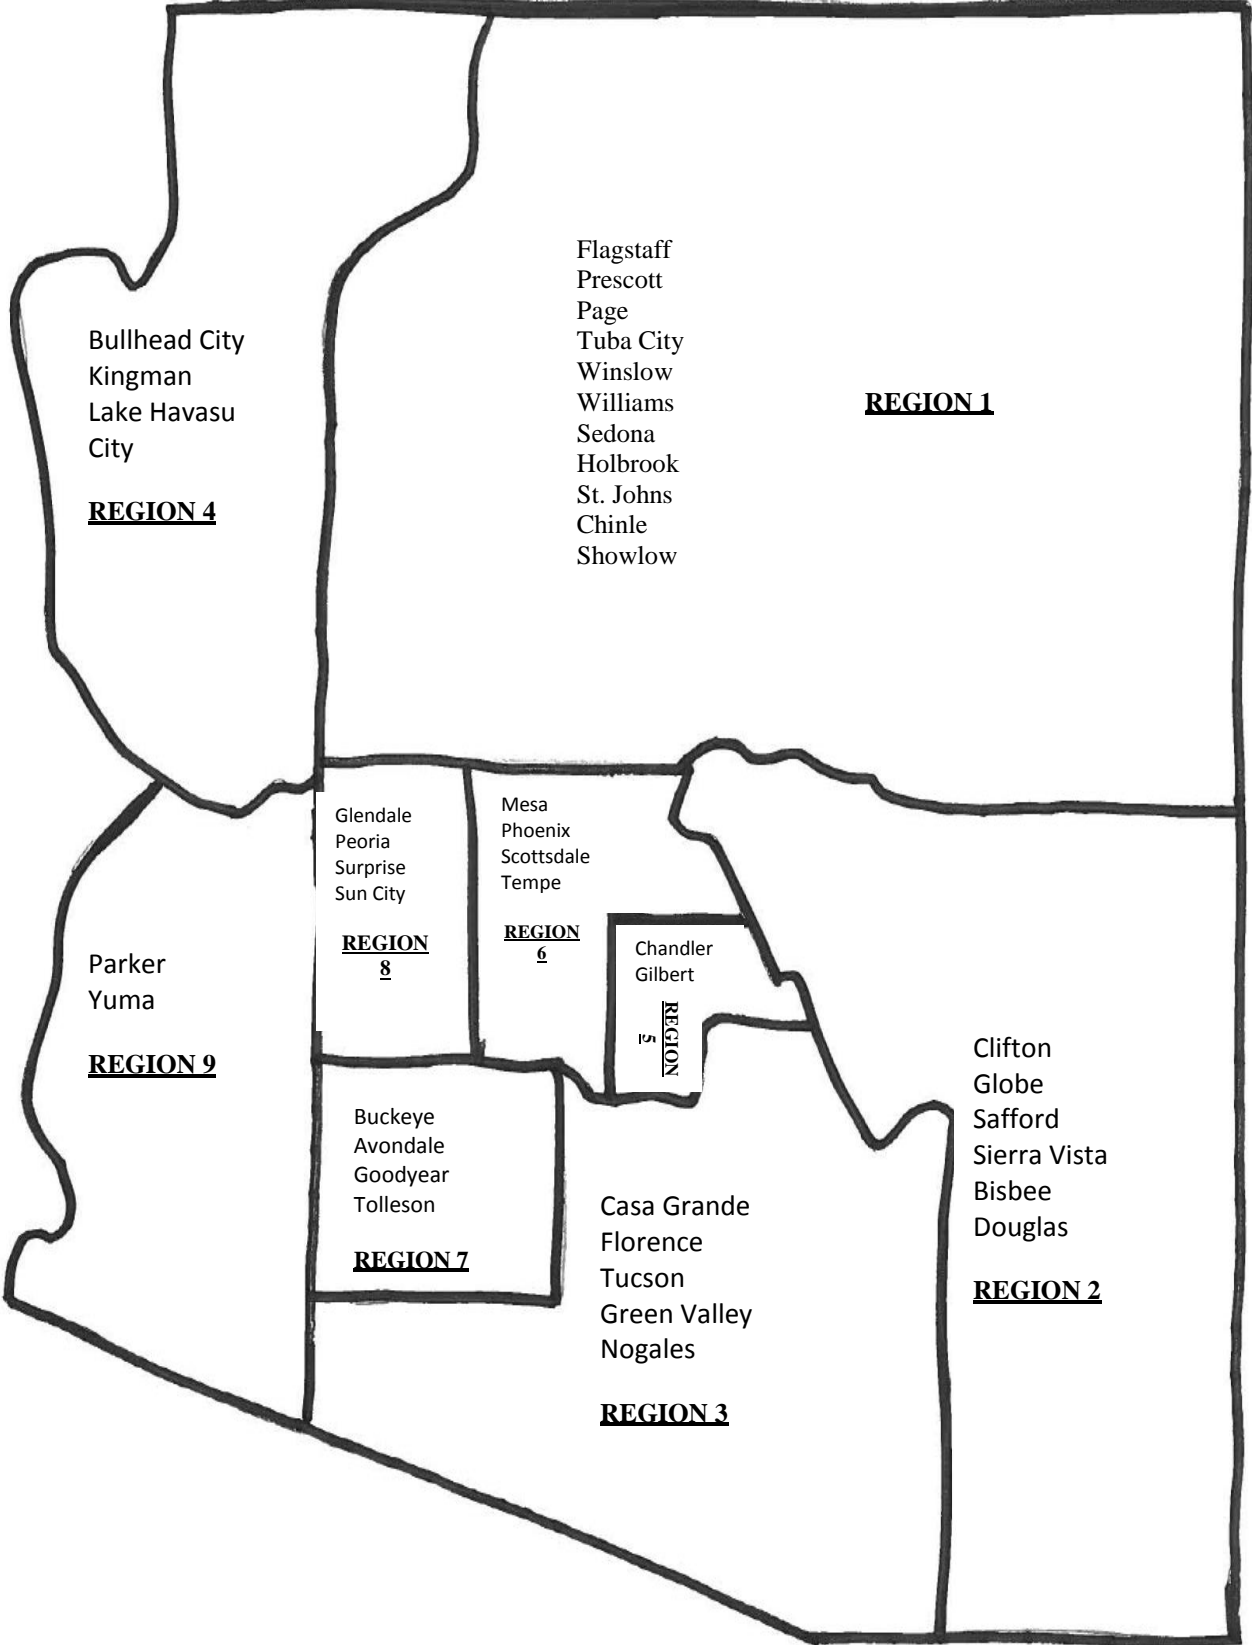 Flagstaff
Prescott
Page
Tuba City
Winslow
Williams
Sedona
Holbrook
St. Johns
Chinle
Showlow
REGION 1
Bullhead City
Kingman
Lake Havasu
City
REGION 4
Glendale
Peoria
Surprise
Sun City
REGION
8
Mesa
Phoenix
Scottsdale
Tempe
REGION
6
Chandler
Gilbert
REGION
5
Parker
Yuma
REGION 9
Buckeye
Avondale
Goodyear
Tolleson
REGION 7
Casa Grande
Florence
Tucson
Green Valley
Nogales
REGION 3
Clifton
Globe
Safford
Sierra Vista
Bisbee
Douglas
REGION 2